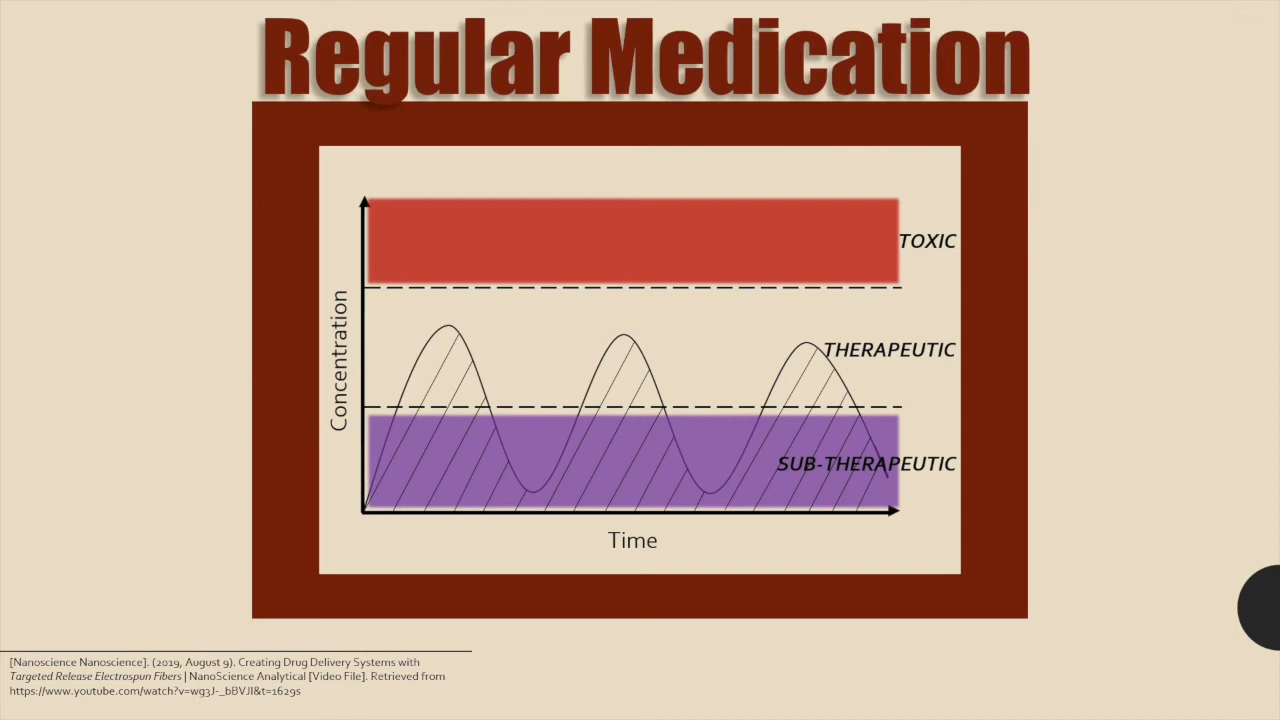 Regular Medication
TOXIC
Concentration
THERAPEUTIC
SUB-THERAPEUTIC
Time
[Nanoscience Nanoscience]. (2019, August 9). Creating Drug Delivery Systems with
Targeted Release Electrospun Fibers | NanoScience Analytical [Video File]. Retrieved from
https://www.youtube.com/watch?v=wg3J-_bBVJI&t=1629s